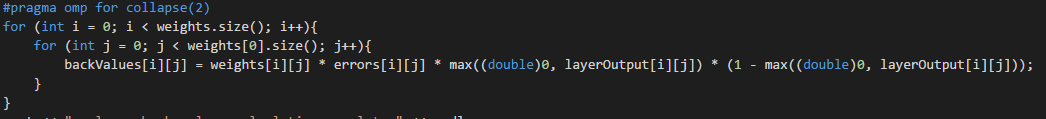 #pragma omp for collapse(2)
for (int i = 0; i < weights.size(); i++){
for (int j = 0; j < weights[0].size(); j++){
backValues[i][j] = weights[i][j] * errors[i][j] * max((double)0, layerOutput[i][j]) * (1 - max((double)0, layerOutput[i][j]));
}
}